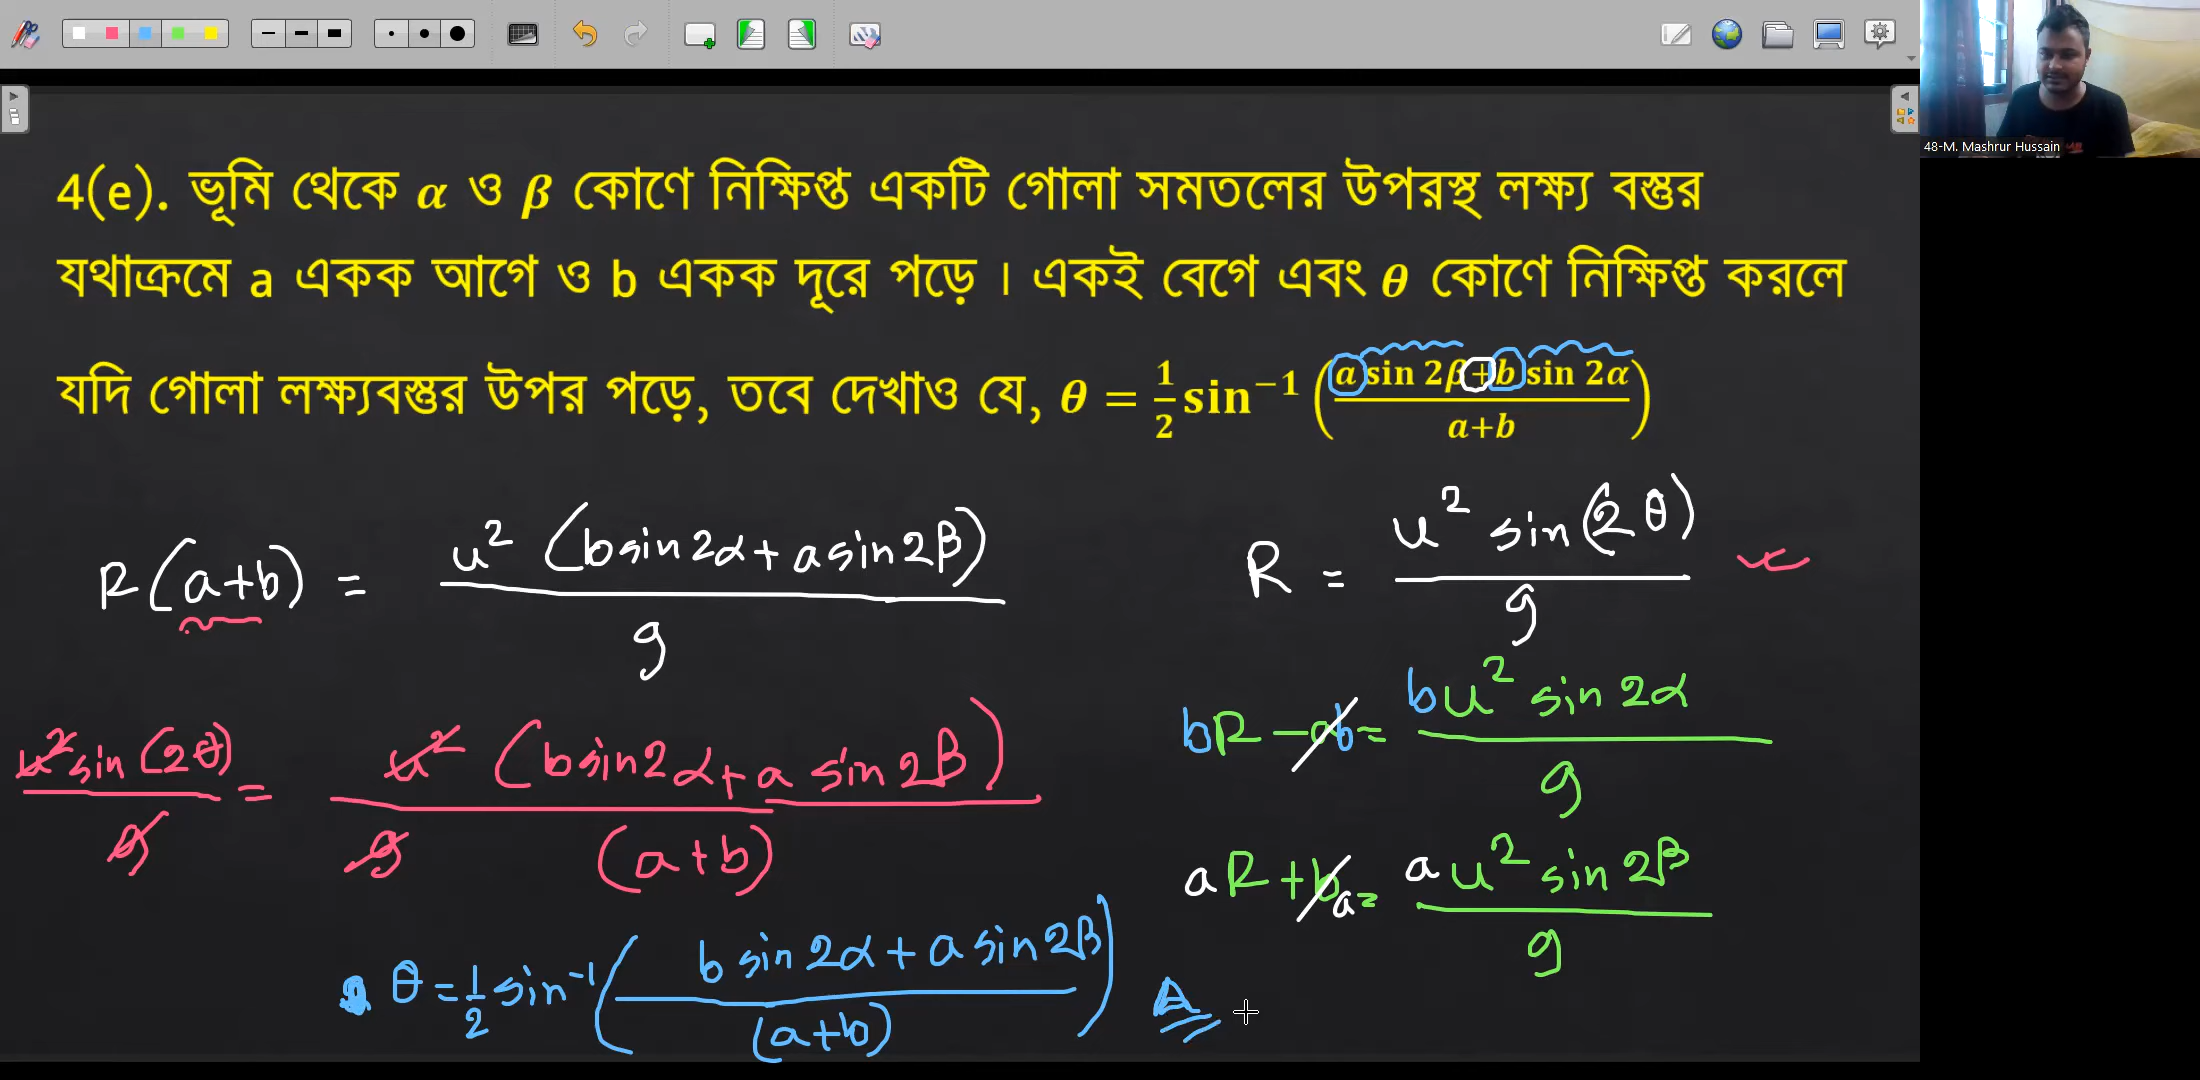 48-M. Mashrur Hussain
4(e). ভূমি থেকে α ও β কোণে নিক্ষিপ্ত একটি গোলা সমতলের উপরস্থ লক্ষ্য বস্তুর
যথাক্রমে a একক আগে ও b একক দূরে পড়ে । একই বেগে এবং θ কোণে নিক্ষিপ্ত করলে
যদি গোলা লক্ষ্যবস্তুর উপর পড়ে, তবে দেখাও যে, θ = 1/2 sin⁻¹ ((a sin 2β+b sin 2α)/(a+b))
R(a+b) = u² (b sin 2α + a sin 2β) / g
u² sin (2θ) / g = u² (b sin 2α + a sin 2β) / g (a+b)
θ = 1/2 sin⁻¹ ((b sin 2α + a sin 2β)/(a+b))
R = u² sin (2θ) / g
bR − ab = bu² sin 2α / g
aR + ba = au² sin 2β / g